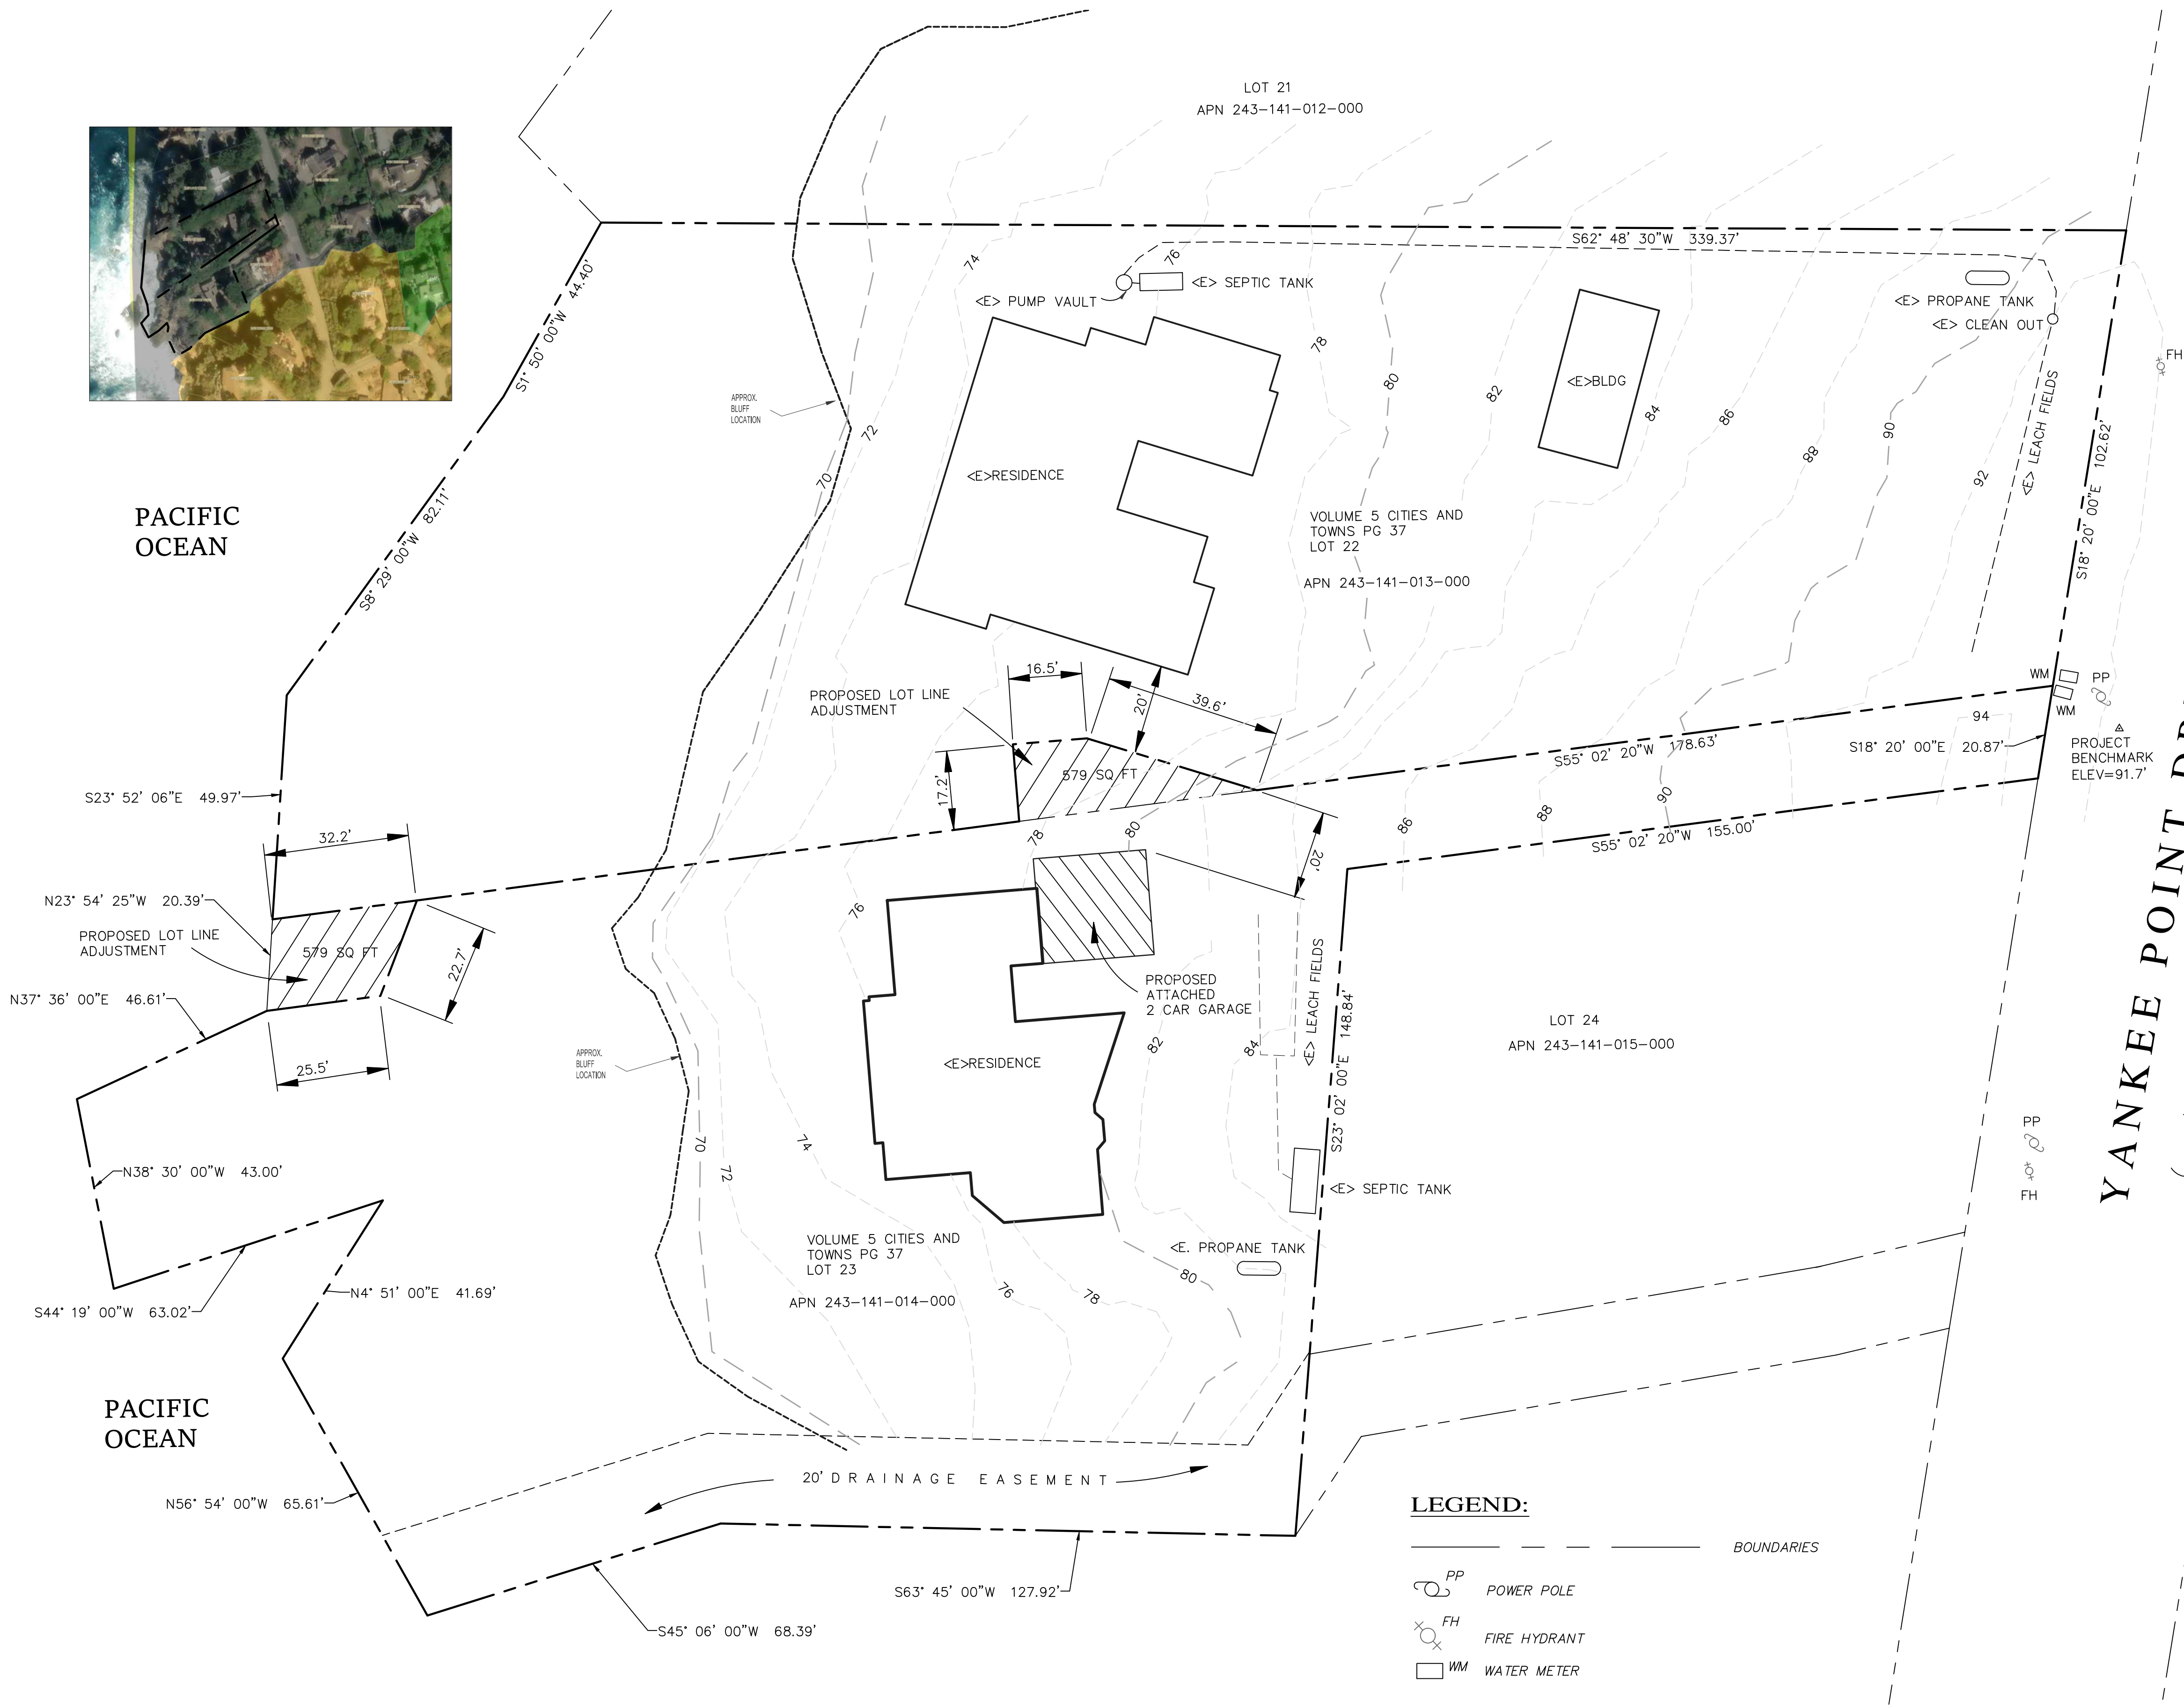 LOT 21
APN 243-141-012-000
S62° 48' 30"W 339.37'
S1° 50' 00"W 44.40'
74
76
<E> SEPTIC TANK
<E> PUMP VAULT
<E> PROPANE TANK
<E> CLEAN OUT
FH
78
80
82
<E>BLDG
84
86
88
90
92
<E> LEACH FIELDS
S18° 20' 00"E 102.62'
APPROX.
BLUFF
LOCATION
72
70
<E>RESIDENCE
PACIFIC
OCEAN
S8° 29' 00"W 82.11'
VOLUME 5 CITIES AND
TOWNS PG 37
LOT 22
APN 243-141-013-000
16.5'
20'
39.6'
PROPOSED LOT LINE
ADJUSTMENT
17.2'
579 SQ FT
WM
PP
WM
94
S18° 20' 00"E 20.87'
PROJECT
BENCHMARK
ELEV=91.7'
S55° 02' 20"W 178.63'
S55° 02' 20"W 155.00'
S23° 52' 06"E 49.97'
32.2'
78
80
20'
86
88
90
N23° 54' 25"W 20.39'
PROPOSED LOT LINE
ADJUSTMENT
579 SQ FT
22.7'
N37° 36' 00"E 46.61'
25.5'
76
PROPOSED
ATTACHED
2 CAR GARAGE
<E> LEACH FIELDS
S23° 02' 00"E 148.84'
LOT 24
APN 243-141-015-000
APPROX.
BLUFF
LOCATION
<E>RESIDENCE
82
84
70
72
74
N38° 30' 00"W 43.00'
<E> SEPTIC TANK
PP
FH
YANKEE POINT DR
VOLUME 5 CITIES AND
TOWNS PG 37
LOT 23
APN 243-141-014-000
<E. PROPANE TANK
80
76
78
N4° 51' 00"E 41.69'
S44° 19' 00"W 63.02'
PACIFIC
OCEAN
20' DRAINAGE EASEMENT
N56° 54' 00"W 65.61'
S63° 45' 00"W 127.92'
S45° 06' 00"W 68.39'
LEGEND:
BOUNDARIES
PP POWER POLE
FH FIRE HYDRANT
WM WATER METER